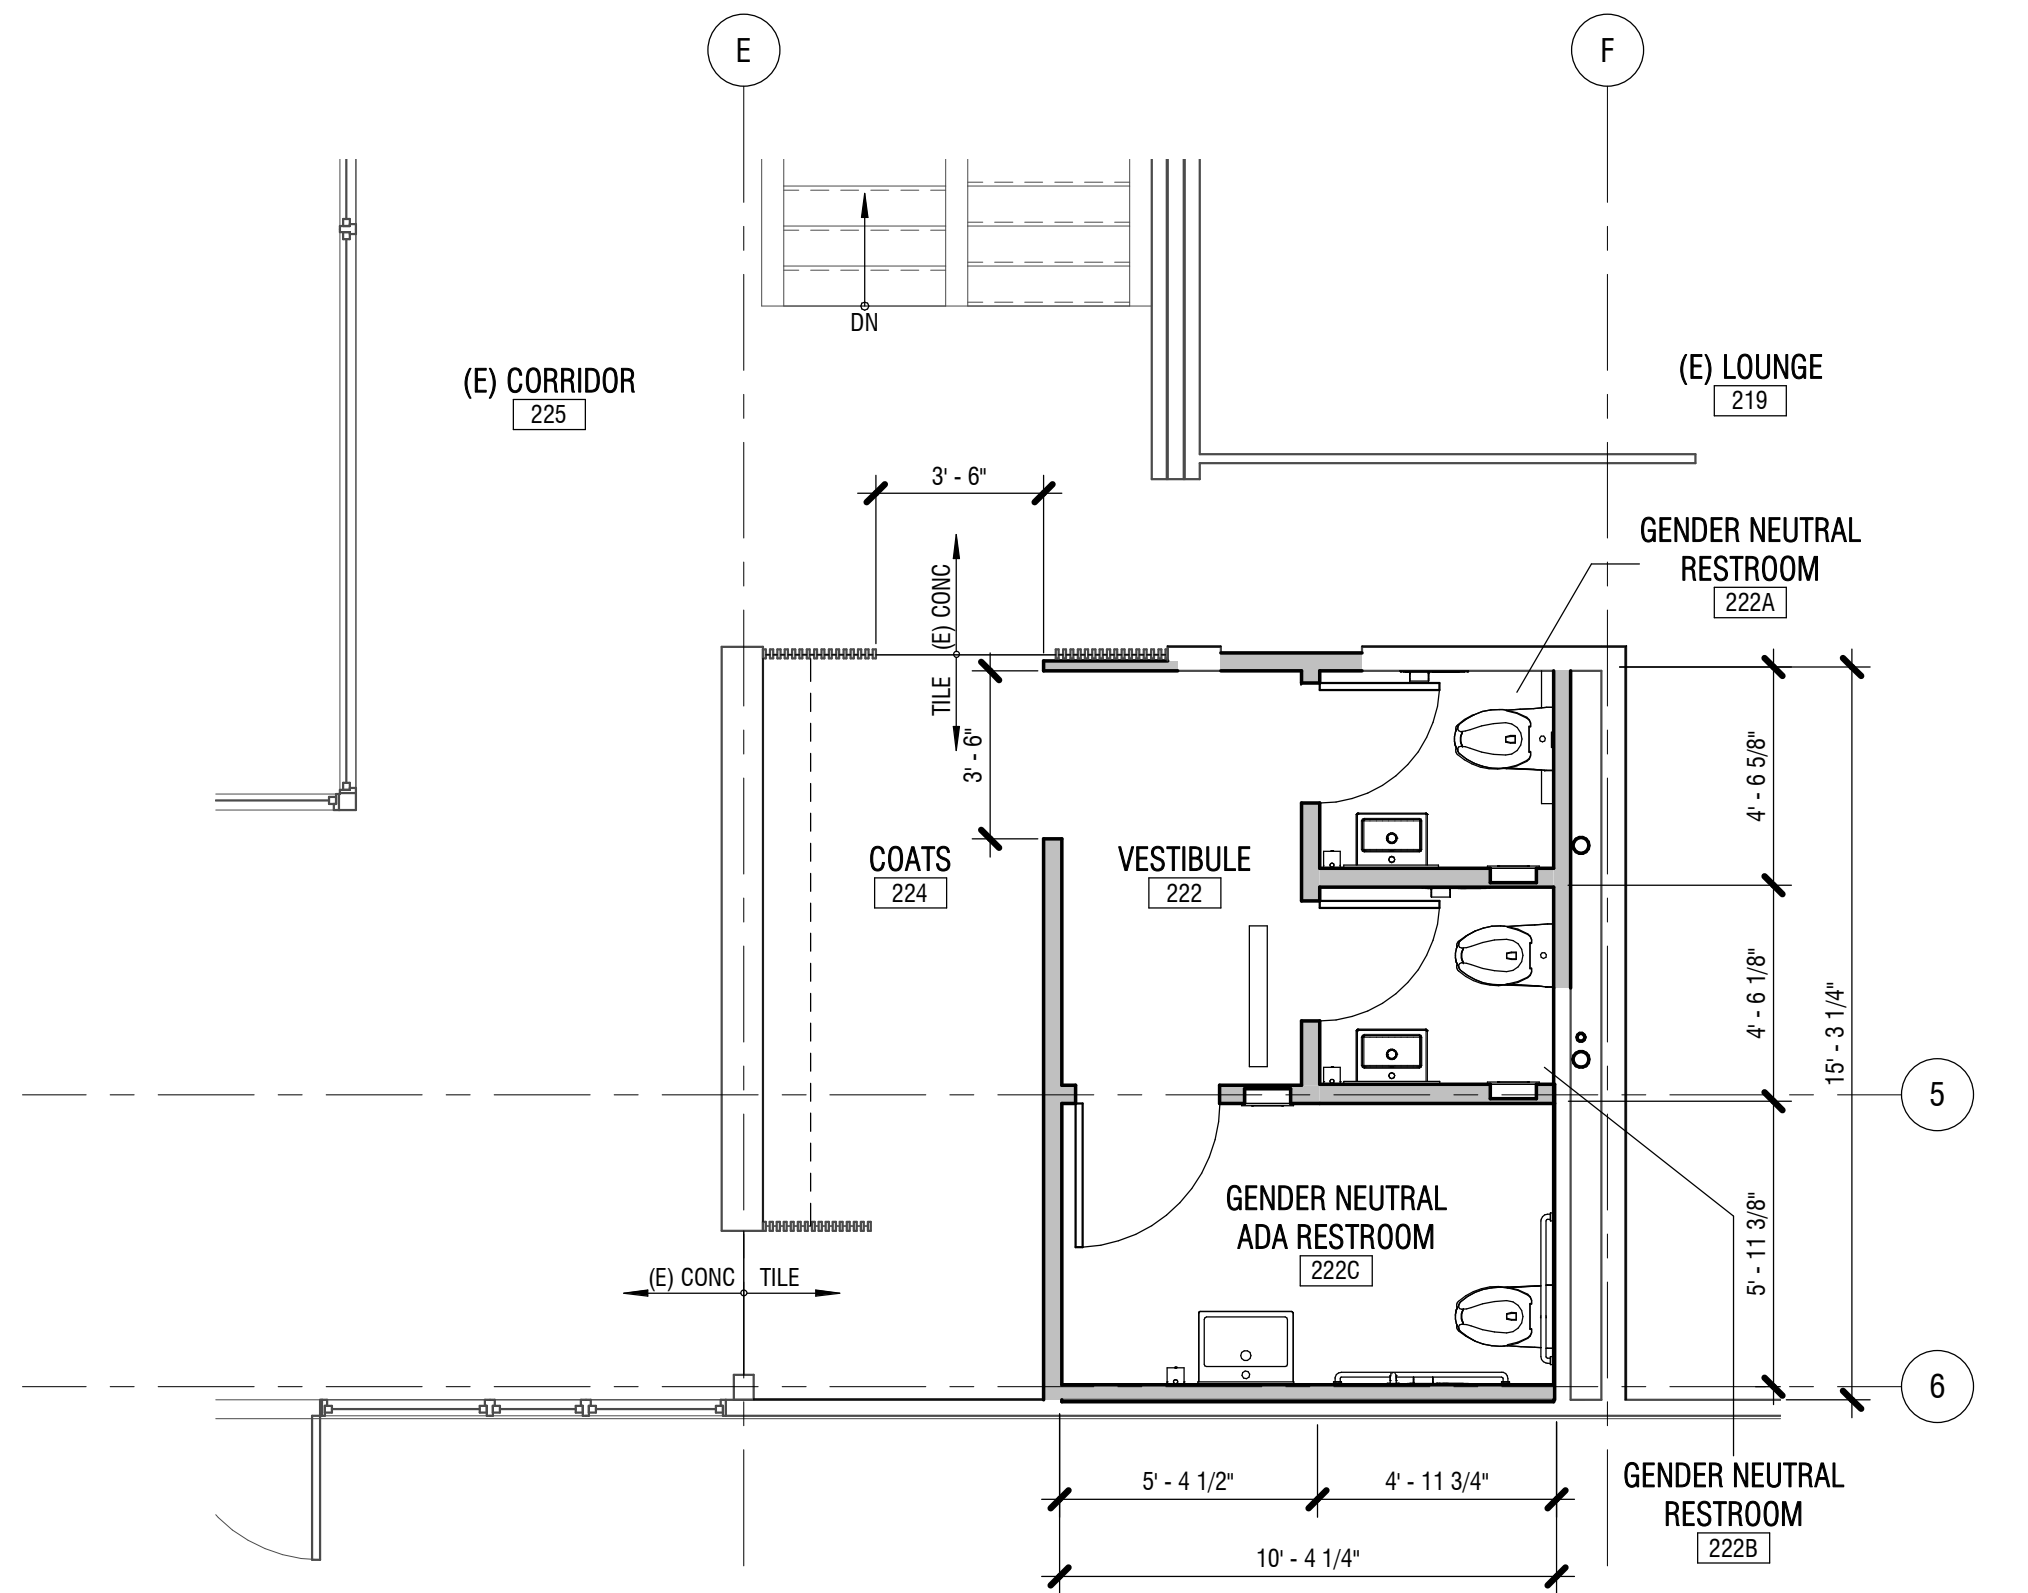 E
F
DN
(E) CORRIDOR
225
(E) LOUNGE
219
3' - 6"
GENDER NEUTRAL
RESTROOM
222A
(E) CONC
TILE
3' - 6"
4' - 6 5/8"
COATS
224
VESTIBULE
222
4' - 6 1/8"
15' - 3 1/4"
5
GENDER NEUTRAL
ADA RESTROOM
222C
5' - 11 3/8"
(E) CONC TILE
6
5' - 4 1/2"
4' - 11 3/4"
GENDER NEUTRAL
RESTROOM
222B
10' - 4 1/4"